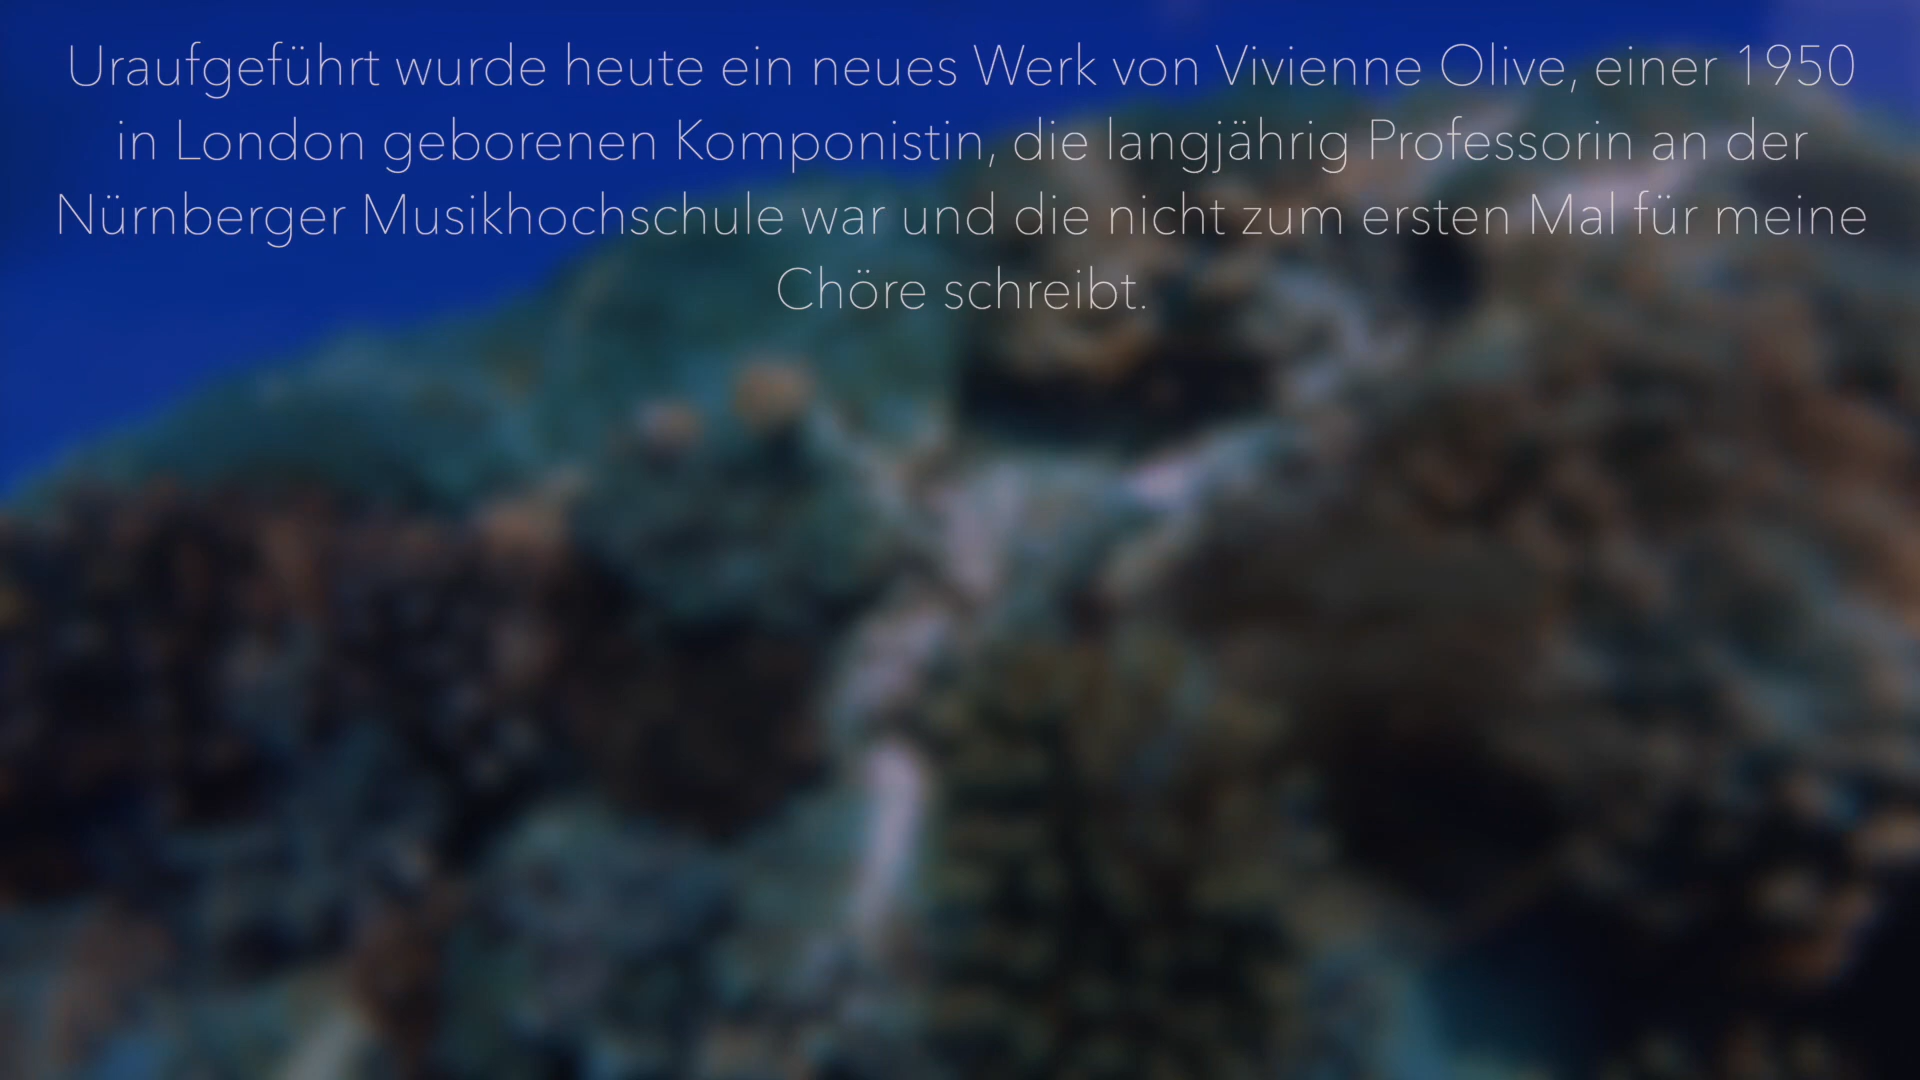 Uraufgeführt wurde heute ein neues Werk von Vivienne Olive, einer 1950
in London geborenen Komponistin, die langjährig Professorin an der
Nürnberger Musikhochschule war und die nicht zum ersten Mal für meine
Chöre schreibt.